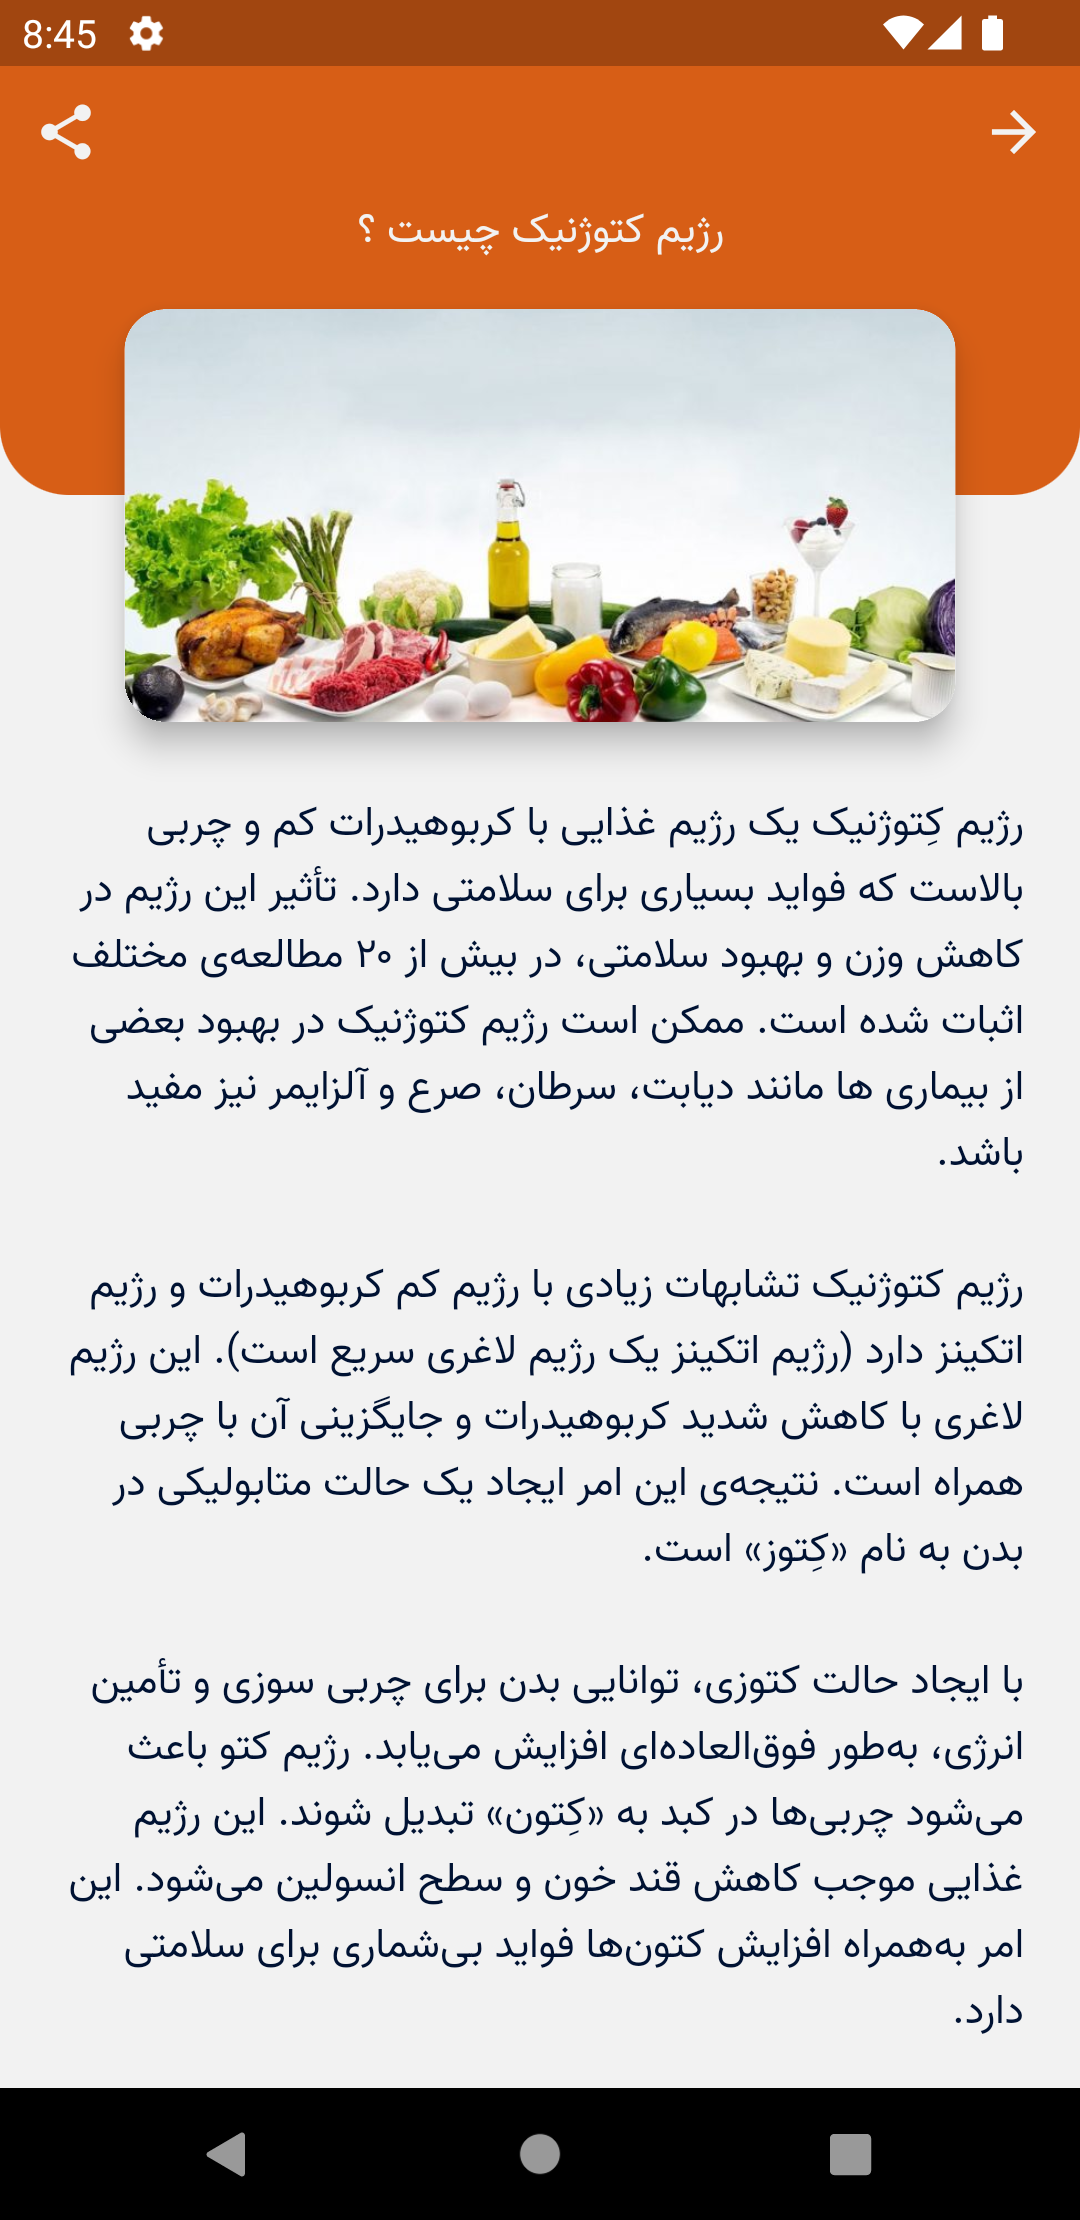 8:45
رژیم کتوژنیک چیست ؟
رژیم کِتوژنیک یک رژیم غذایی با کربوهیدرات کم و چربی
بالاست که فواید بسیاری برای سلامتی دارد. تأثیر این رژیم در
کاهش وزن و بهبود سلامتی، در بیش از ۲۰ مطالعه‌ی مختلف
اثبات شده است. ممکن است رژیم کتوژنیک در بهبود بعضی
از بیماری ها مانند دیابت، سرطان، صرع و آلزایمر نیز مفید
باشد.
رژیم کتوژنیک تشابهات زیادی با رژیم کم کربوهیدرات و رژیم
اتکینز دارد (رژیم اتکینز یک رژیم لاغری سریع است). این رژیم
لاغری با کاهش شدید کربوهیدرات و جایگزینی آن با چربی
همراه است. نتیجه‌ی این امر ایجاد یک حالت متابولیکی در
بدن به نام «کِتوز» است.
با ایجاد حالت کتوزی، توانایی بدن برای چربی سوزی و تأمین
انرژی، به‌طور فوق‌العاده‌ای افزایش می‌یابد. رژیم کتو باعث
می‌شود چربی‌ها در کبد به «کِتون» تبدیل شوند. این رژیم
غذایی موجب کاهش قند خون و سطح انسولین می‌شود. این
امر به‌همراه افزایش کتون‌ها فواید بی‌شماری برای سلامتی
دارد.